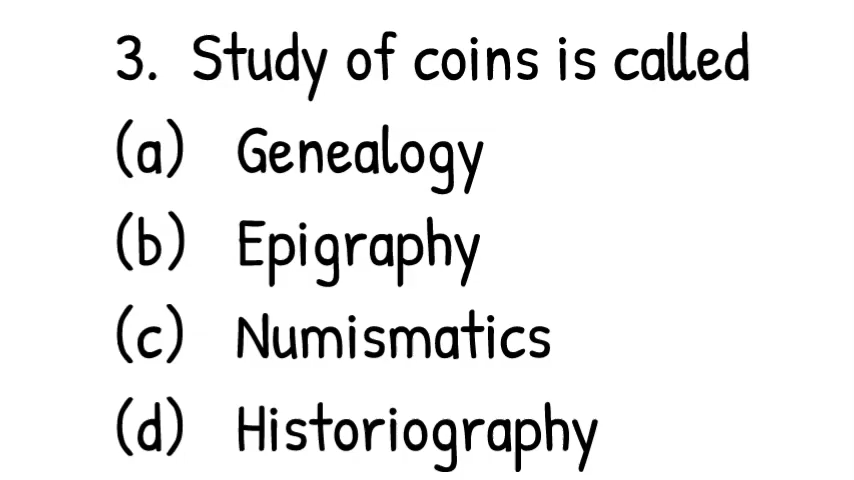 3. Study of coins is called
(a) Genealogy
(b) Epigraphy
(c) Numismatics
(d) Historiography